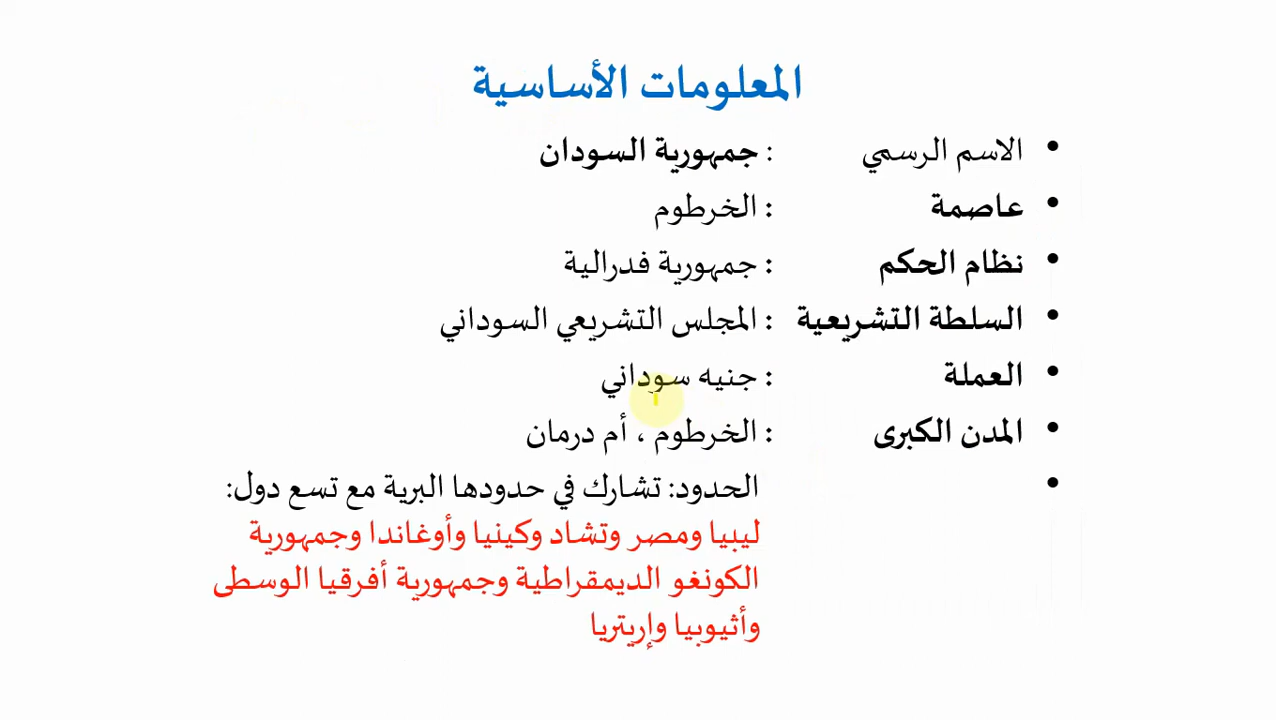 المعلومات الأساسية
• الاسم الرسمي : جمهورية السودان
• عاصمة : الخرطوم
• نظام الحكم : جمهورية فدرالية
• السلطة التشريعية : المجلس التشريعي السوداني
• العملة : جنيه سوداني
• المدن الكبرى : الخرطوم ، أم درمان
• الحدود: تشارك في حدودها البرية مع تسع دول:
ليبيا ومصر وتشاد وكينيا وأوغاندا وجمهورية
الكونغو الديمقراطية وجمهورية أفرقيا الوسطى
وأثيوبيا وإريتريا